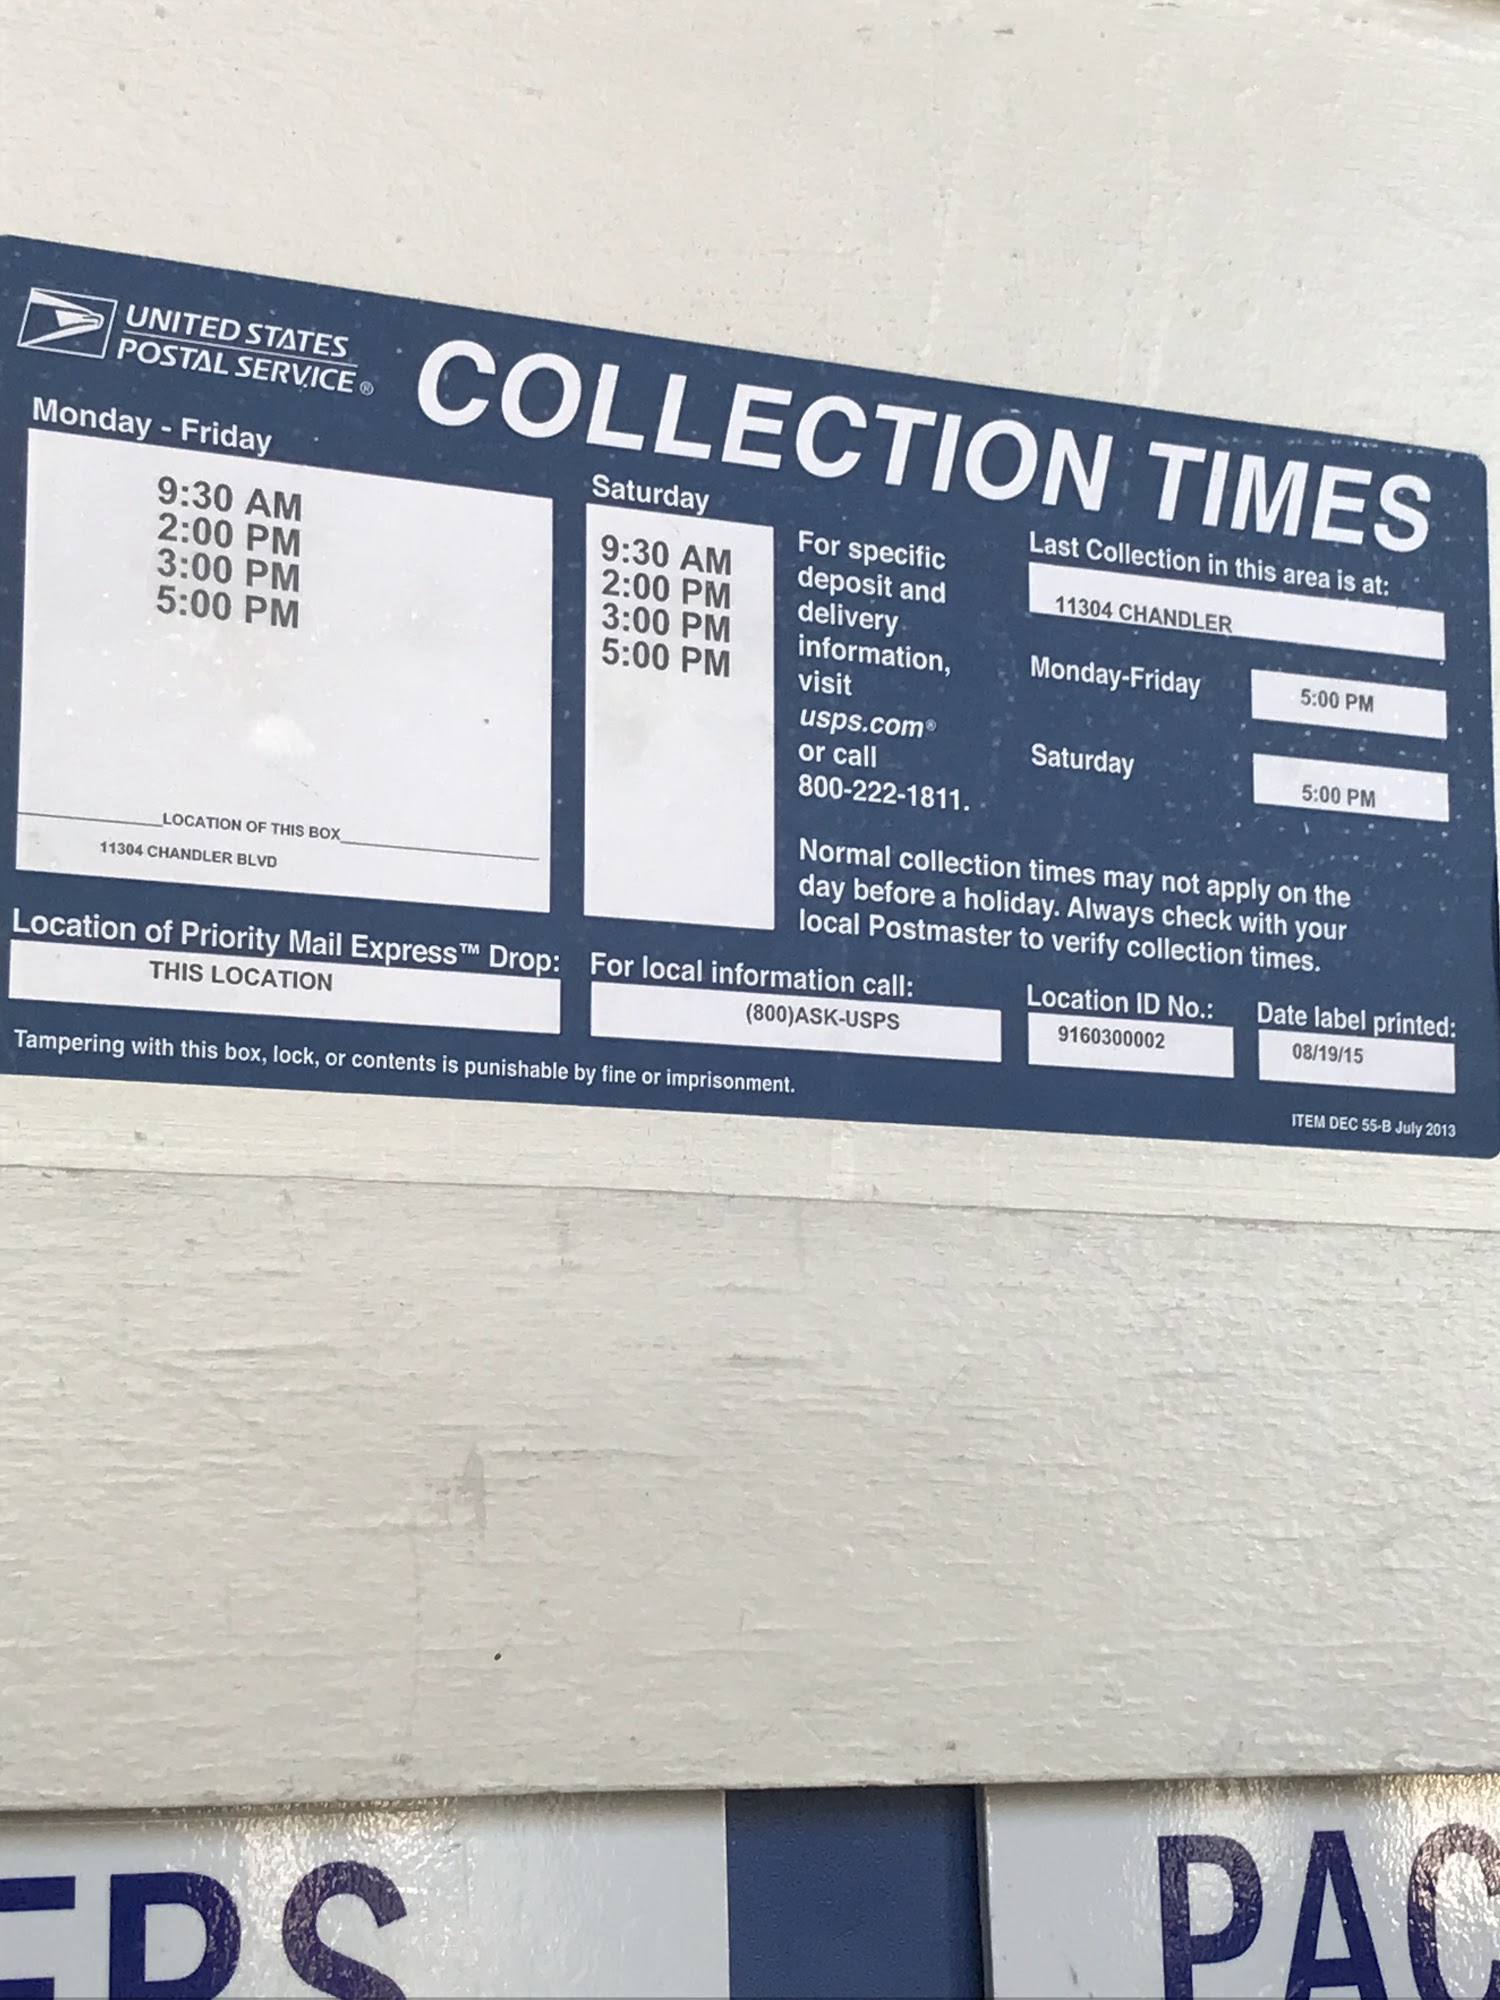 UNITED STATES
POSTAL SERVICE®
COLLECTION TIMES
Monday - Friday
9:30 AM
2:00 PM
3:00 PM
5:00 PM
LOCATION OF THIS BOX
11304 CHANDLER BLVD
Saturday
9:30 AM
2:00 PM
3:00 PM
5:00 PM
For specific
deposit and
delivery
information,
visit
usps.com®
or call
800-222-1811.
Last Collection in this area is at:
11304 CHANDLER
Monday-Friday
5:00 PM
Saturday
5:00 PM
Normal collection times may not apply on the
day before a holiday. Always check with your
local Postmaster to verify collection times.
Location of Priority Mail Express™ Drop:
THIS LOCATION
For local information call:
(800)ASK-USPS
Location ID No.:
9160300002
Date label printed:
08/19/15
Tampering with this box, lock, or contents is punishable by fine or imprisonment.
ITEM DEC 55-B July 2013